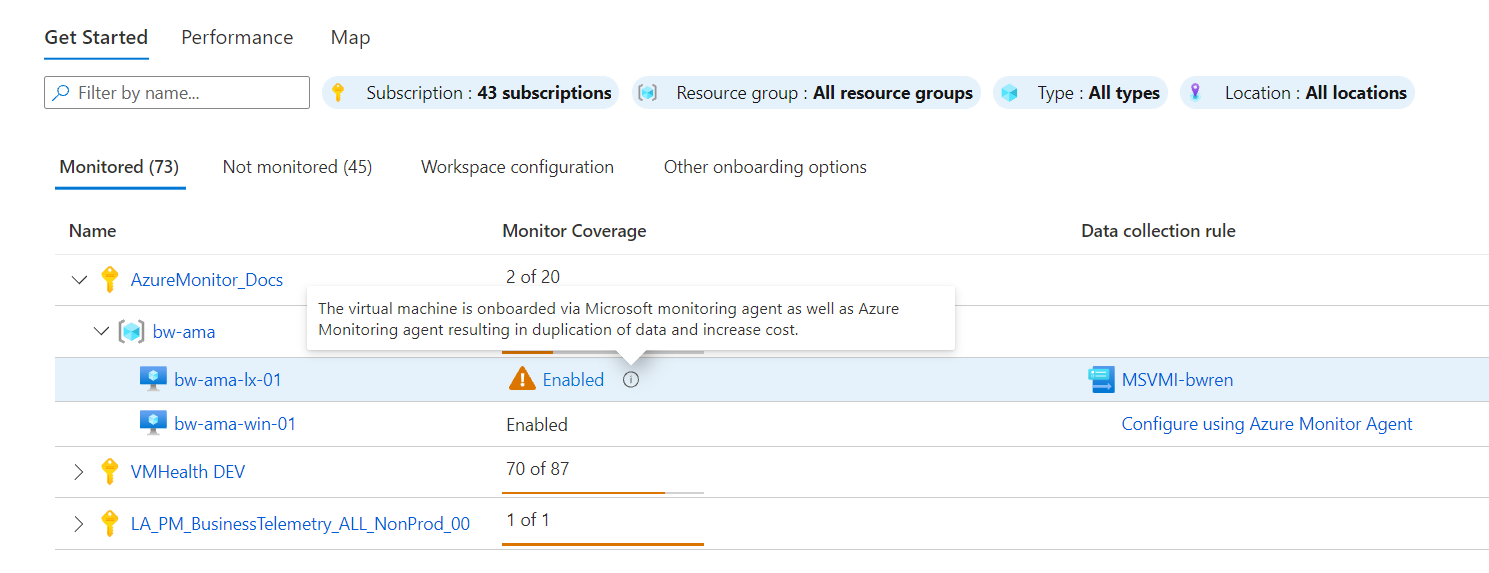 Get Started Performance Map
Filter by name... Subscription : 43 subscriptions Resource group : All resource groups Type : All types Location : All locations
Monitored (73) Not monitored (45) Workspace configuration Other onboarding options
Name Monitor Coverage Data collection rule
AzureMonitor_Docs 2 of 20
The virtual machine is onboarded via Microsoft monitoring agent as well as Azure
Monitoring agent resulting in duplication of data and increase cost.
bw-ama
bw-ama-lx-01 Enabled MSVMI-bwren
bw-ama-win-01 Enabled Configure using Azure Monitor Agent
VMHealth DEV 70 of 87
LA_PM_BusinessTelemetry_ALL_NonProd_00 1 of 1